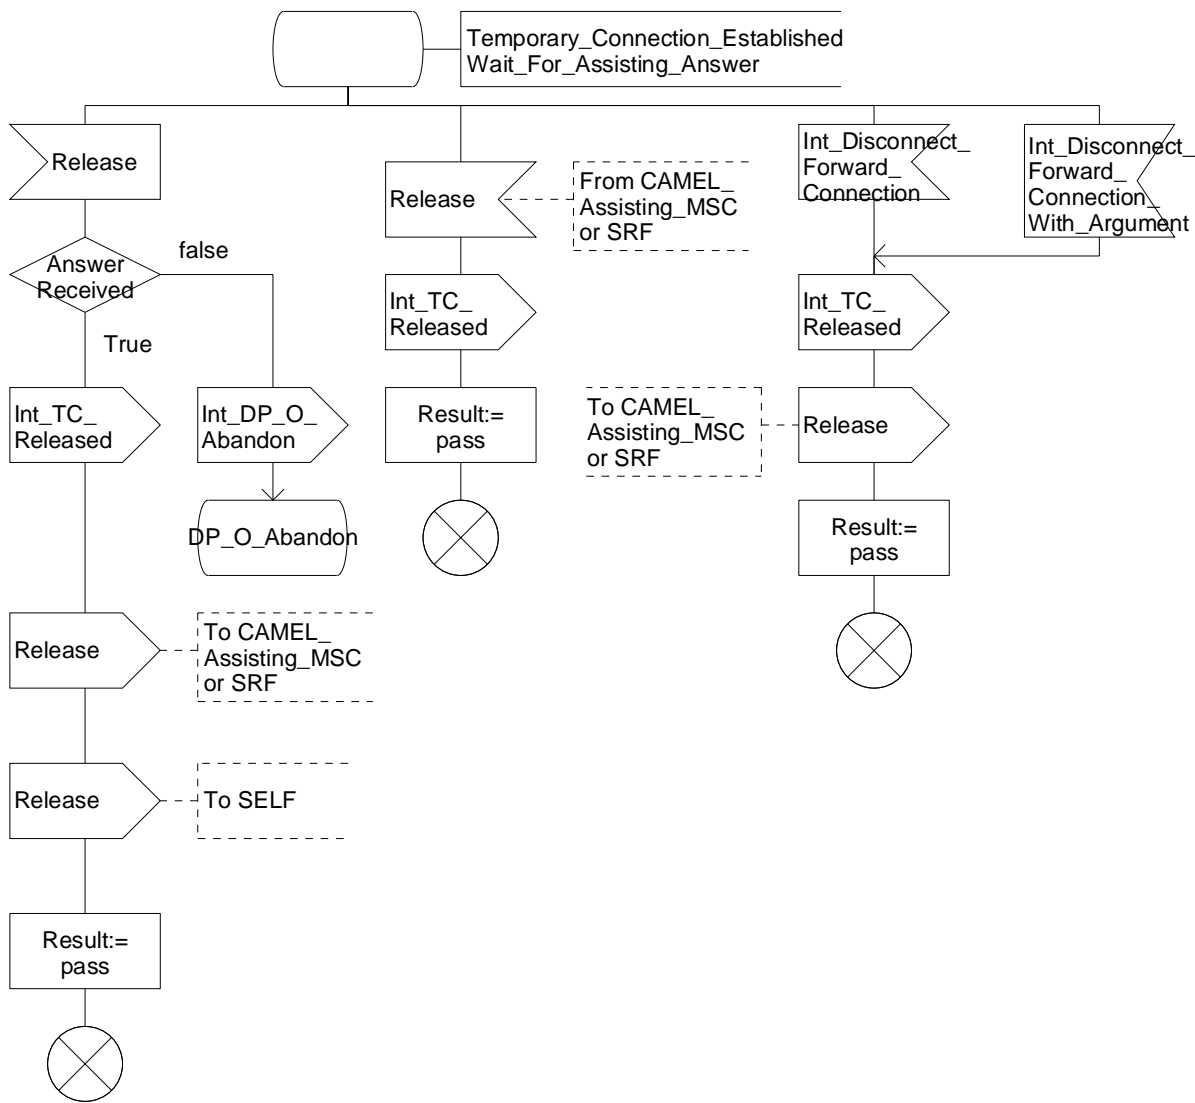 Temporary_Connection_Established
Wait_For_Assisting_Answer
Release
Answer
Received
false
True
Int_TC_
Released
Int_DP_O_
Abandon
DP_O_Abandon
Release
To CAMEL_
Assisting_MSC
or SRF
Release
To SELF
Result:=
pass
Release
From CAMEL_
Assisting_MSC
or SRF
Int_TC_
Released
Result:=
pass
Int_Disconnect_
Forward_
Connection
Int_Disconnect_
Forward_
Connection_
With_Argument
Int_TC_
Released
To CAMEL_
Assisting_MSC
or SRF
Release
Result:=
pass